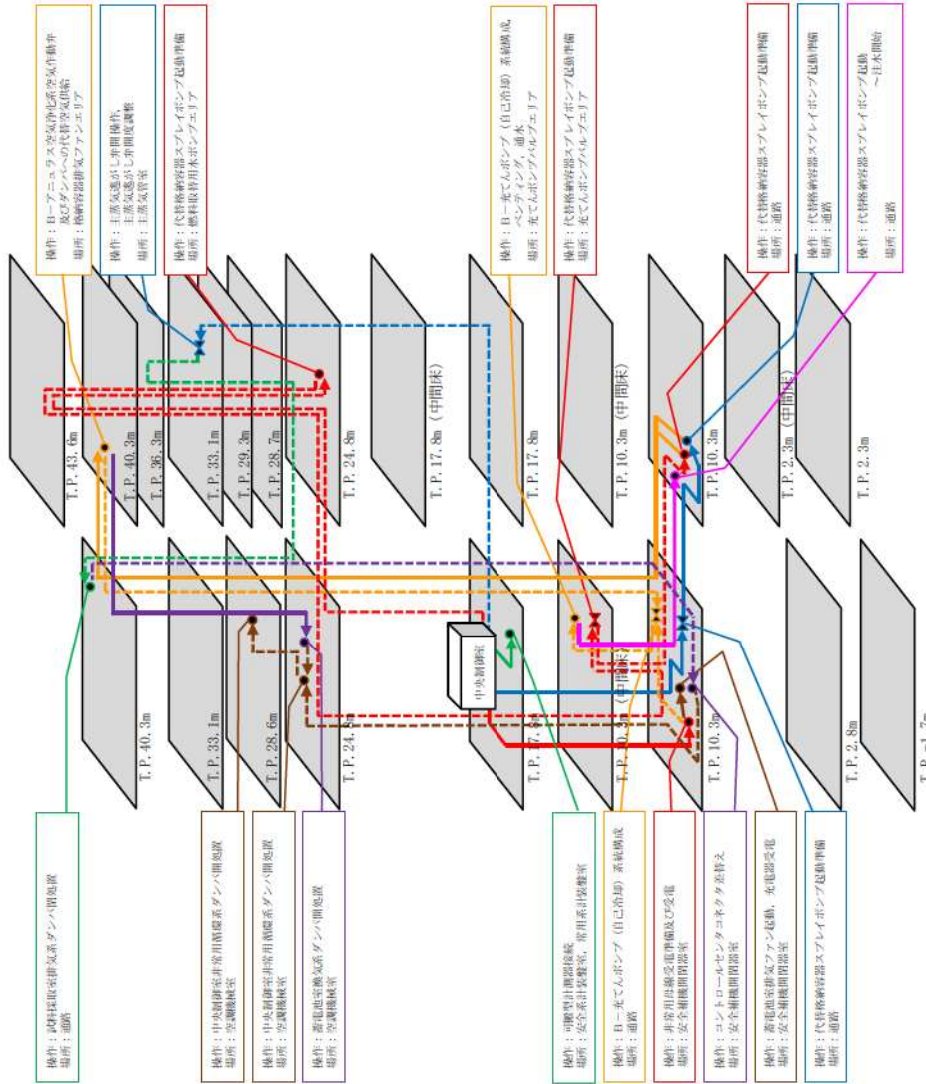 操作：B－アニュラス空気浄化系空気作動弁
及びダンパへの代替空気供給
場所：格納容器排気ファンエリア
操作：主蒸気逃がし弁開操作，
主蒸気逃がし弁開度調整
場所：主蒸気管室
操作：代替格納容器スプレイポンプ起動準備
場所：燃料取替用水ポンプエリア
操作：B－充てんポンプ（自己冷却）系統構成，
ベンティング，通水
場所：充てんポンプバルブエリア
操作：代替格納容器スプレイポンプ起動準備
場所：充てんポンプバルブエリア
操作：代替格納容器スプレイポンプ起動準備
場所：通路
操作：代替格納容器スプレイポンプ起動準備
場所：通路
操作：代替格納容器スプレイポンプ起動
～注水開始
場所：通路
T.P.43.6m
T.P.40.3m
T.P.36.3m
T.P.33.1m
T.P.29.3m
T.P.28.7m
T.P.24.8m
T.P.17.8m（中間床）
T.P.17.8m
T.P.10.3m（中間床）
T.P.10.3m
T.P.2.3m（中間床）
T.P.2.3m
中央制御室
T.P.40.3m
T.P.33.1m
T.P.28.6m
T.P.24.8m
T.P.17.8m
T.P.10.3m（中間床）
T.P.10.3m
T.P.2.8m
T.P.-1.7m
操作：試料採取室排気系ダンパ閉処置
場所：通路
操作：中央制御室非常用循環系ダンパ開処置
場所：空調機械室
操作：中央制御室非常用循環系ダンパ開処置
場所：空調機械室
操作：蓄電池室換気系ダンパ開処置
場所：空調機械室
操作：可搬型計測器接続
場所：安全系計装盤室，常用系計装盤室
操作：B－充てんポンプ（自己冷却）系統構成
場所：通路
操作：非常用母線受電準備及び受電
場所：安全補機開閉器室
操作：コントロールセンタコネクタ差替え
場所：安全補機開閉器室
操作：蓄電池室排気ファン起動，充電器受電
場所：安全補機開閉器室
操作：代替格納容器スプレイポンプ起動準備
場所：通路